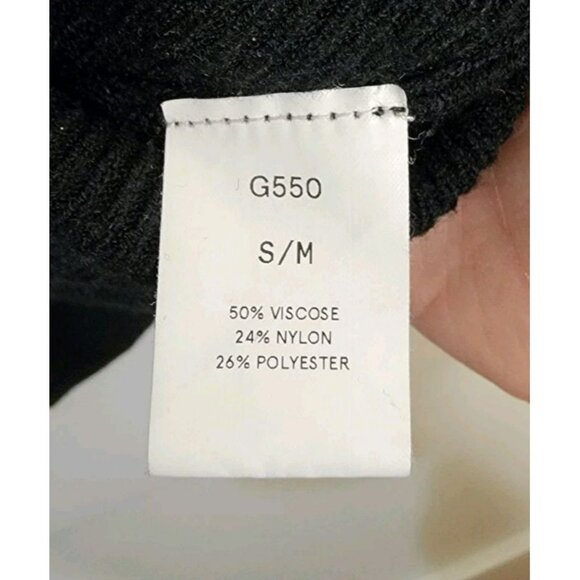 G550
S/M
50% VISCOSE
24% NYLON
26% POLYESTER